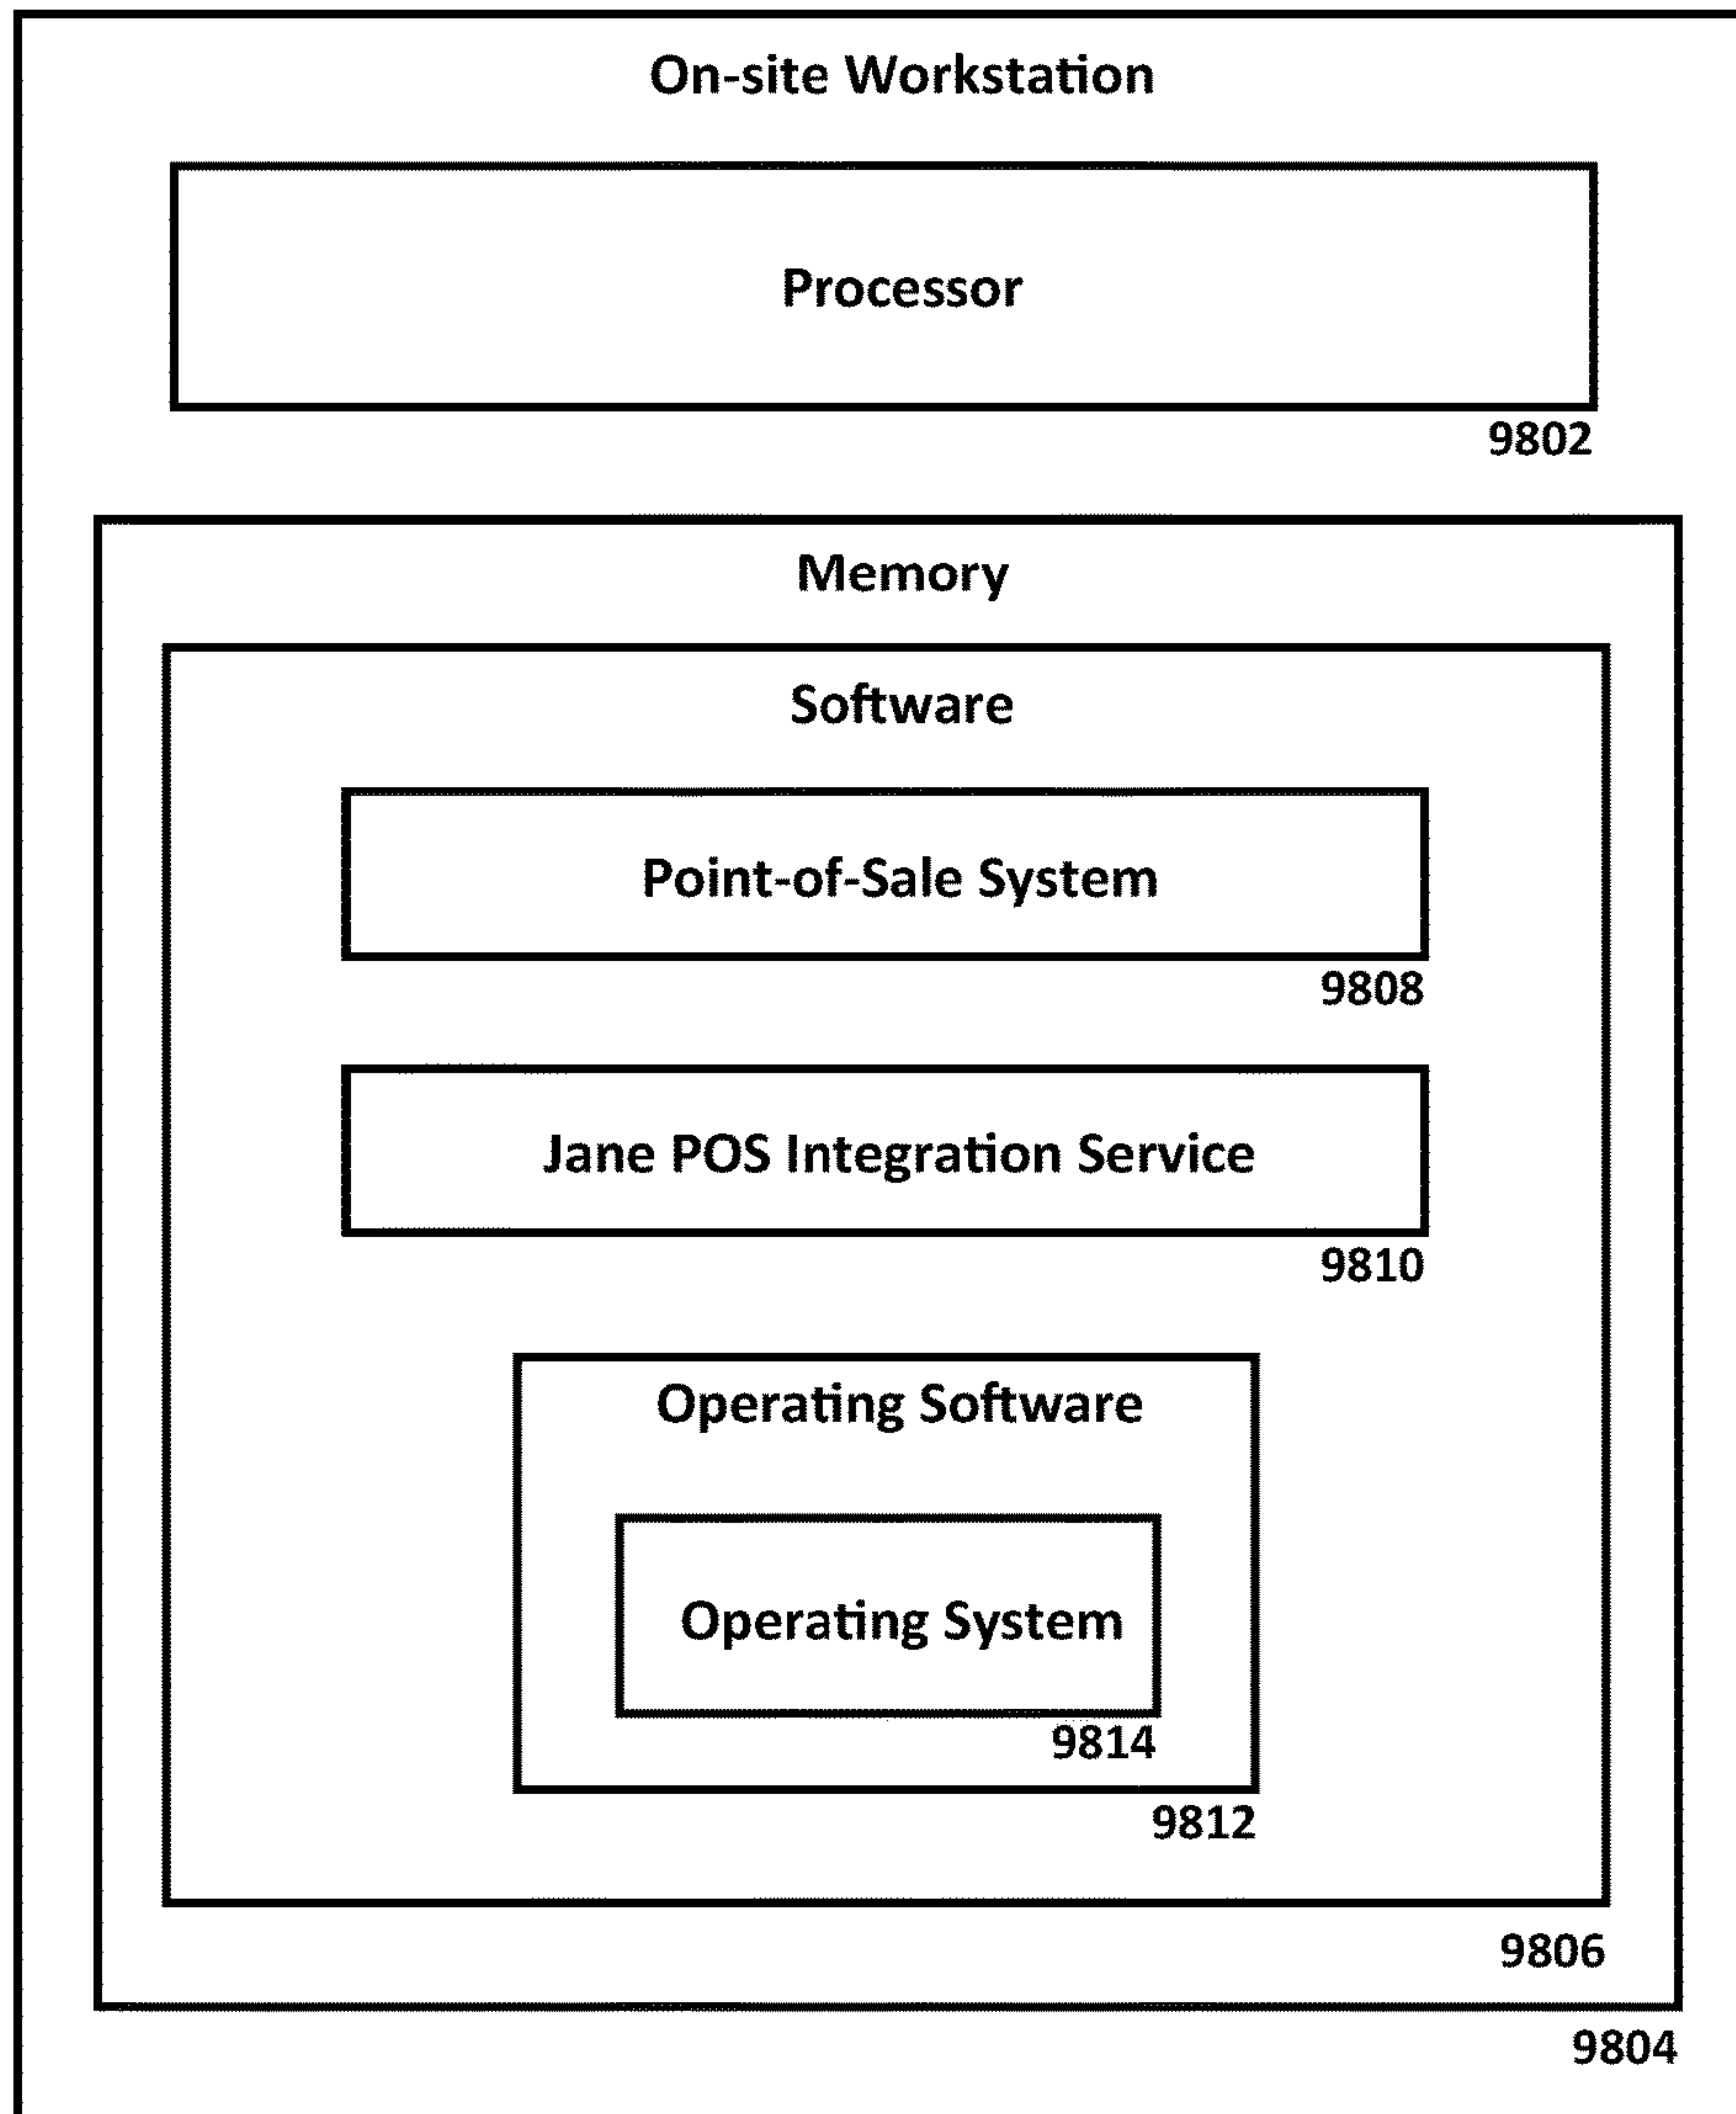 On-site Workstation
Processor
9802
Memory
Software
Point-of-Sale System
9808
Jane POS Integration Service
9810
Operating Software
Operating System
9814
9812
9806
9804